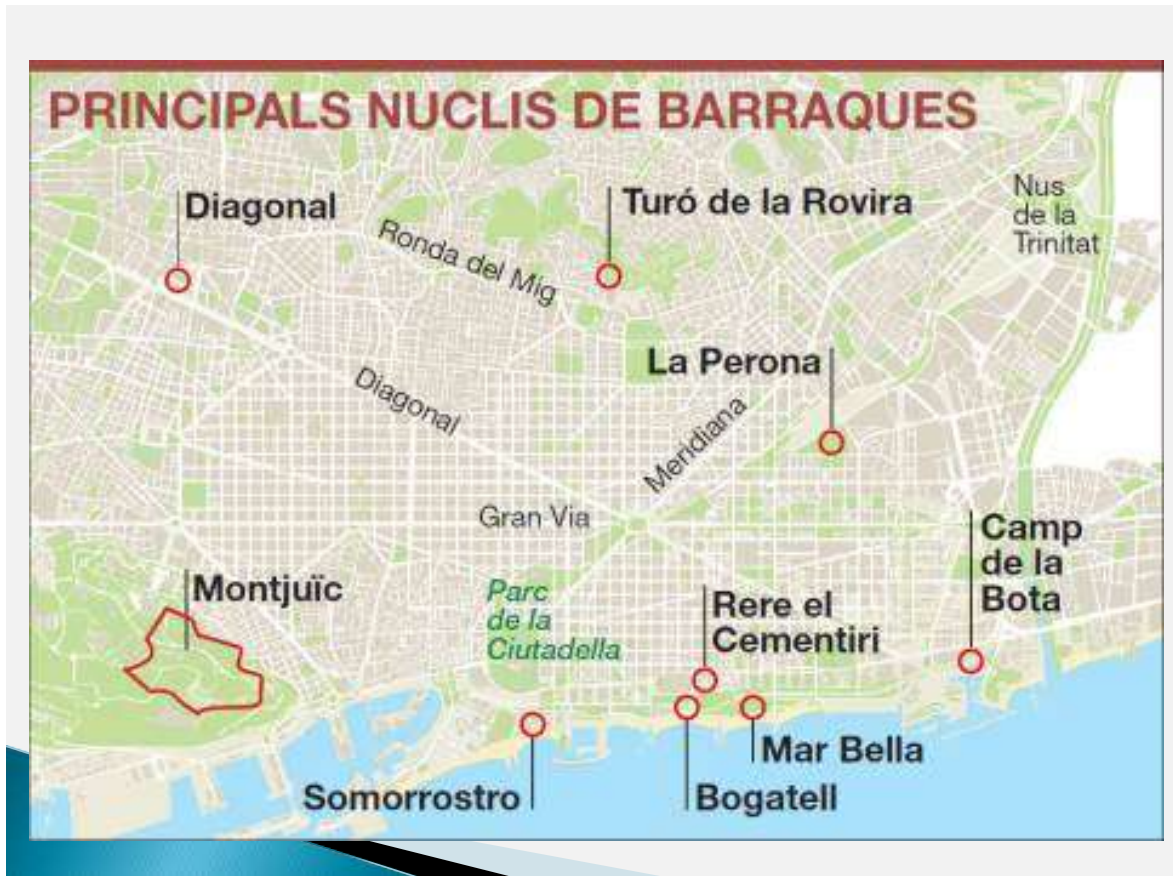 PRINCIPALS NUCLIS DE BARRAQUES
Diagonal
Turó de la Rovira
Nus
de la
Trinitat
Ronda del Mig
La Perona
Diagonal
Meridiana
Gran Via
Camp
de la
Bota
Montjuïc
Parc
de la
Ciutadella
Rere el
Cementiri
Mar Bella
Somorrostro
Bogatell